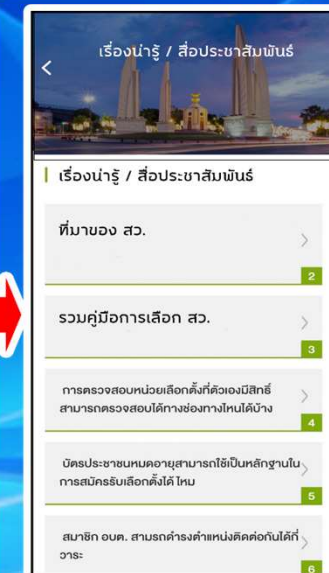 เรื่องน่ารู้ / สื่อประชาสัมพันธ์
เรื่องน่ารู้ / สื่อประชาสัมพันธ์
ที่มาของ สว.
2
รวมคู่มือการเลือก สว.
3
การตรวจสอบหน่วยเลือกตั้งที่ตัวเองมีสิทธิ์
สามารถตรวจสอบได้ทางช่องทางไหนได้บ้าง
4
บัตรประชาชนหมดอายุสามารถใช้เป็นหลักฐานใน
การสมัครรับเลือกตั้งได้ ไหม
5
สมาชิก อบต. สามรถดำรงตำแหน่งติดต่อกันได้กี่
วาระ
6